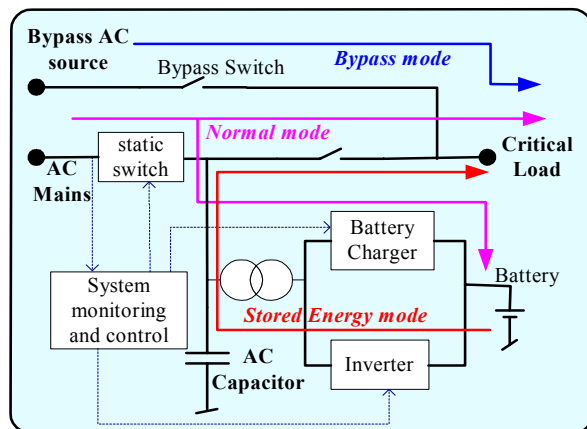 Bypass AC
source
Bypass mode
Bypass Switch
Normal mode
static
switch
AC
Mains
Critical
Load
Battery
Charger
Battery
System
monitoring
and control
Stored Energy mode
AC
Capacitor
Inverter